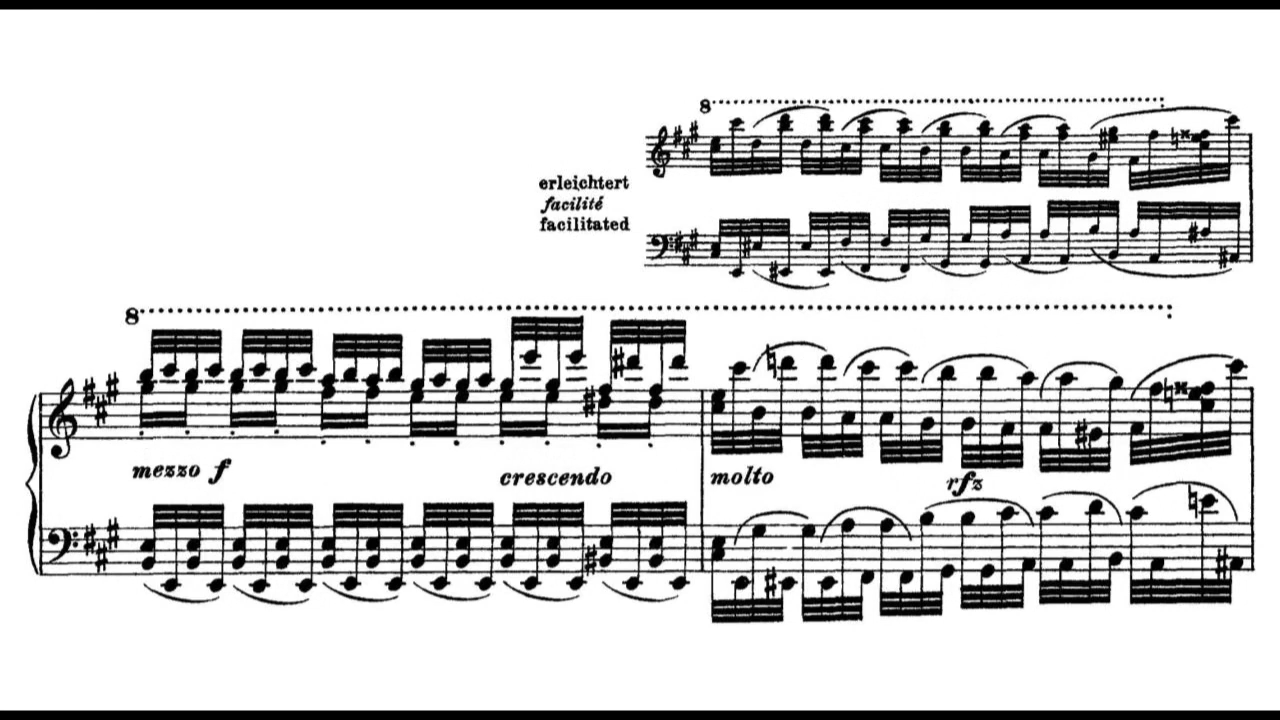 8
erleichtert
facilité
facilitated
8
mezzo f
crescendo
molto
rfz